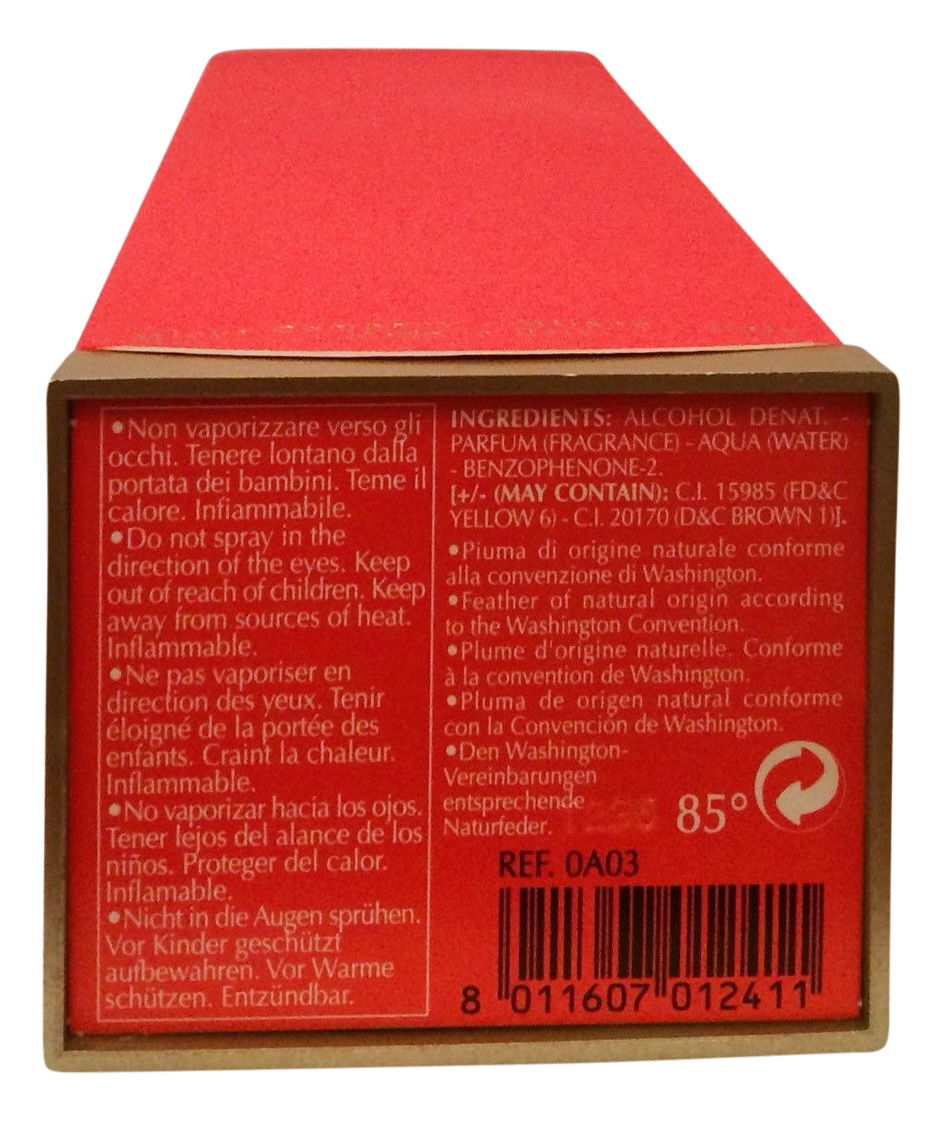 •Non vaporizzare verso gli
occhi. Tenere lontano dalla
portata dei bambini. Teme il
calore. Infiammabile.
•Do not spray in the
direction of the eyes. Keep
out of reach of children. Keep
away from sources of heat.
Inflammable.
•Ne pas vaporiser en
direction des yeux. Tenir
éloigné de la portée des
enfants. Craint la chaleur.
Inflammable.
•No vaporizar hacia los ojos.
Tener lejos del alance de los
niños. Proteger del calor.
Inflamable.
•Nicht in die Augen sprühen.
Vor Kinder geschützt
aufbewahren. Vor Warme
schützen. Entzündbar.
INGREDIENTS: ALCOHOL DENAT. -
PARFUM (FRAGRANCE) - AQUA (WATER)
- BENZOPHENONE-2.
[+/- (MAY CONTAIN): C.I. 15985 (FD&C
YELLOW 6) - C.I. 20170 (D&C BROWN 1)].
•Piuma di origine naturale conforme
alla convenzione di Washington.
•Feather of natural origin according
to the Washington Convention.
•Plume d'origine naturelle. Conforme
à la convention de Washington.
•Pluma de origen natural conforme
con la Convención de Washington.
•Den Washington-
Vereinbarungen
entsprechende
Naturfeder.
85°
REF. 0A03
8 011607 012411